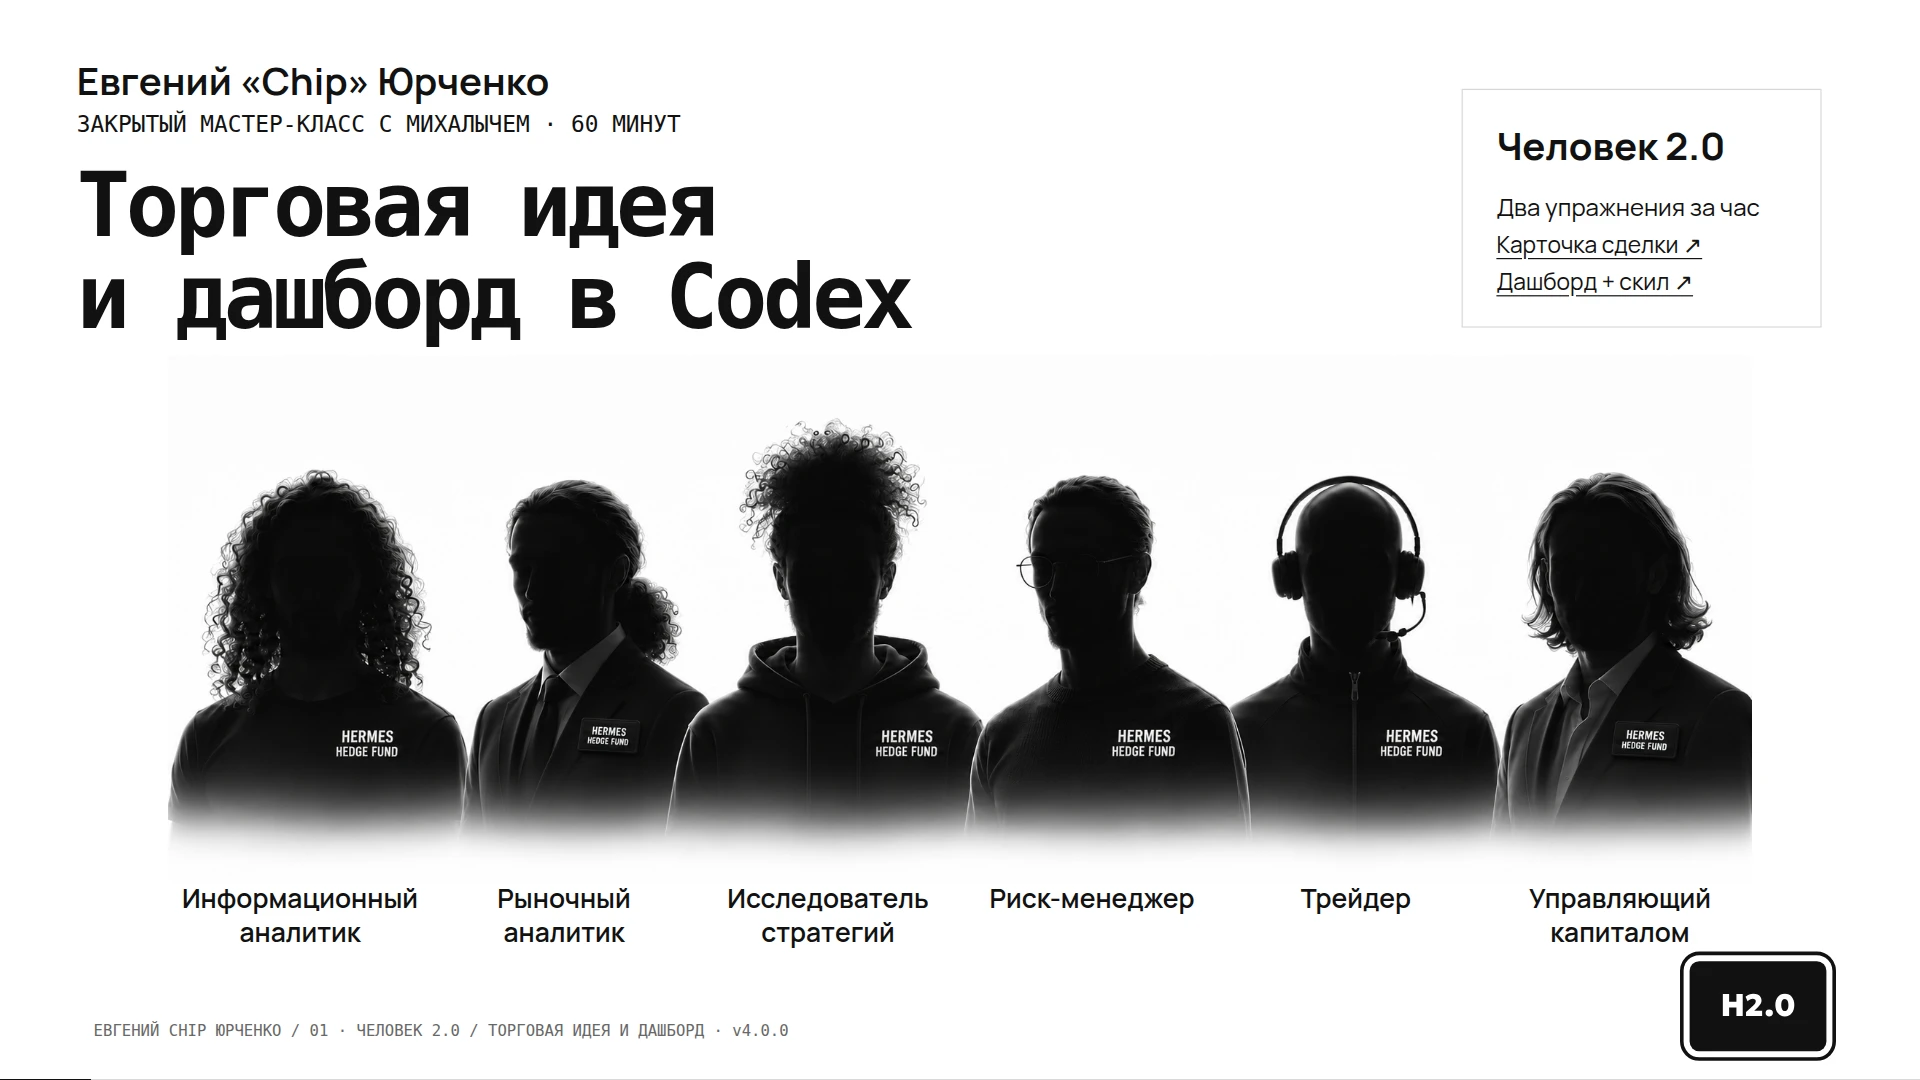 Евгений «Chip» Юрченко
ЗАКРЫТЫЙ МАСТЕР-КЛАСС С МИХАЛЫЧЕМ · 60 МИНУТ
Торговая идея
и дашборд в Codex
Человек 2.0
Два упражнения за час
Карточка сделки ↗
Дашборд + скил ↗
HERMES
HEDGE FUND
HERMES
HEDGE FUND
HERMES
HEDGE FUND
HERMES
HEDGE FUND
HERMES
HEDGE FUND
HERMES
HEDGE FUND
Информационный
аналитик
Рыночный
аналитик
Исследователь
стратегий
Риск-менеджер
Трейдер
Управляющий
капиталом
H2.0
ЕВГЕНИЙ CHIP ЮРЧЕНКО / 01 · ЧЕЛОВЕК 2.0 / ТОРГОВАЯ ИДЕЯ И ДАШБОРД · v4.0.0